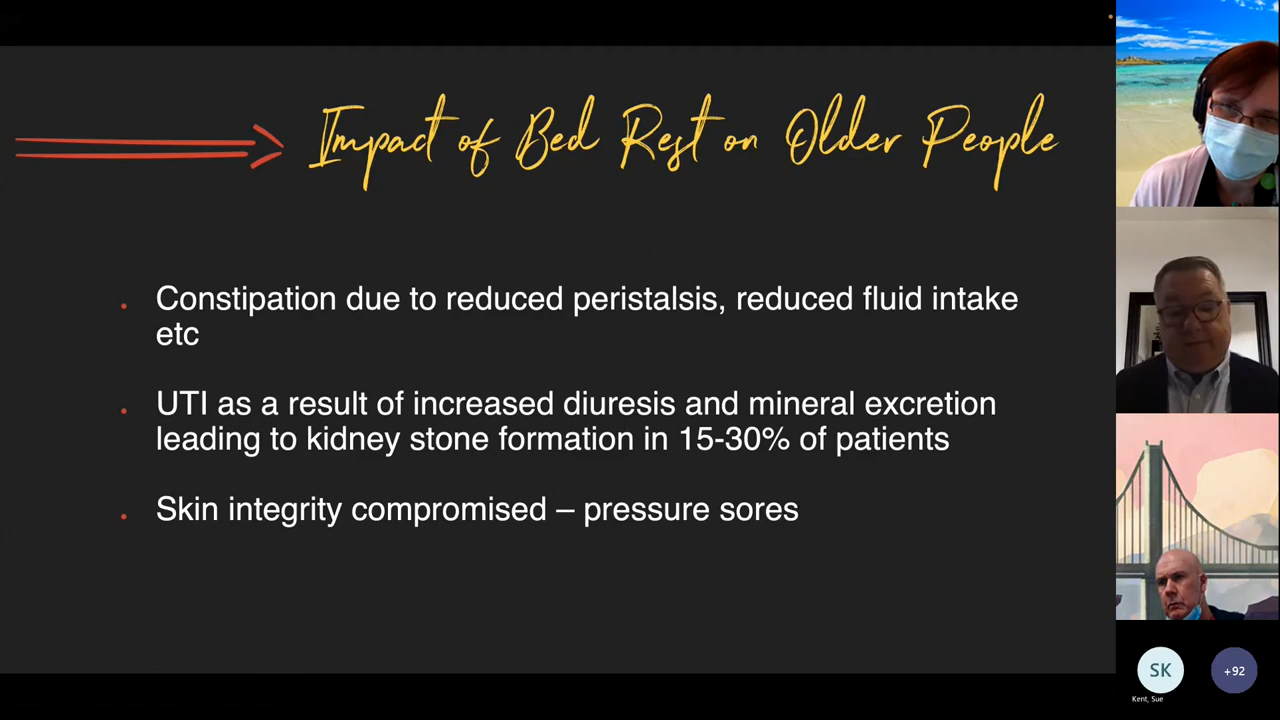 Impact of Bed Rest on Older People
Constipation due to reduced peristalsis, reduced fluid intake
etc
UTI as a result of increased diuresis and mineral excretion
leading to kidney stone formation in 15-30% of patients
Skin integrity compromised – pressure sores
SK
+92
Kent, Sue